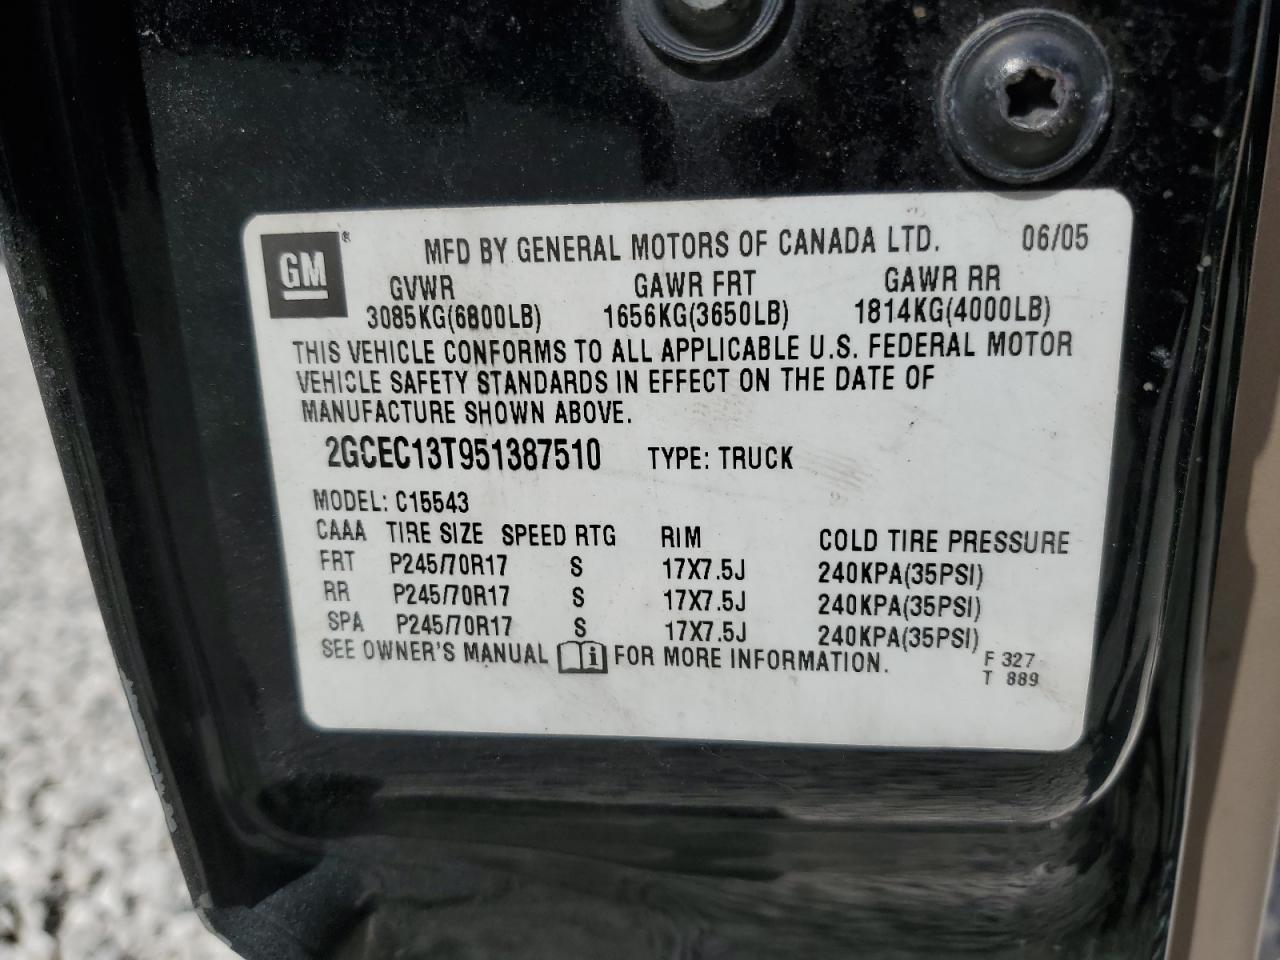 GM ®
MFD BY GENERAL MOTORS OF CANADA LTD. 06/05
GVWR GAWR FRT GAWR RR
3085KG(6800LB) 1656KG(3650LB) 1814KG(4000LB)
THIS VEHICLE CONFORMS TO ALL APPLICABLE U.S. FEDERAL MOTOR
VEHICLE SAFETY STANDARDS IN EFFECT ON THE DATE OF
MANUFACTURE SHOWN ABOVE.
2GCEC13T951387510 TYPE: TRUCK
MODEL: C15543
CAAA TIRE SIZE SPEED RTG RIM COLD TIRE PRESSURE
FRT P245/70R17 S 17X7.5J 240KPA(35PSI)
RR P245/70R17 S 17X7.5J 240KPA(35PSI)
SPA P245/70R17 S 17X7.5J 240KPA(35PSI)
SEE OWNER'S MANUAL i FOR MORE INFORMATION.
F 327
T 889